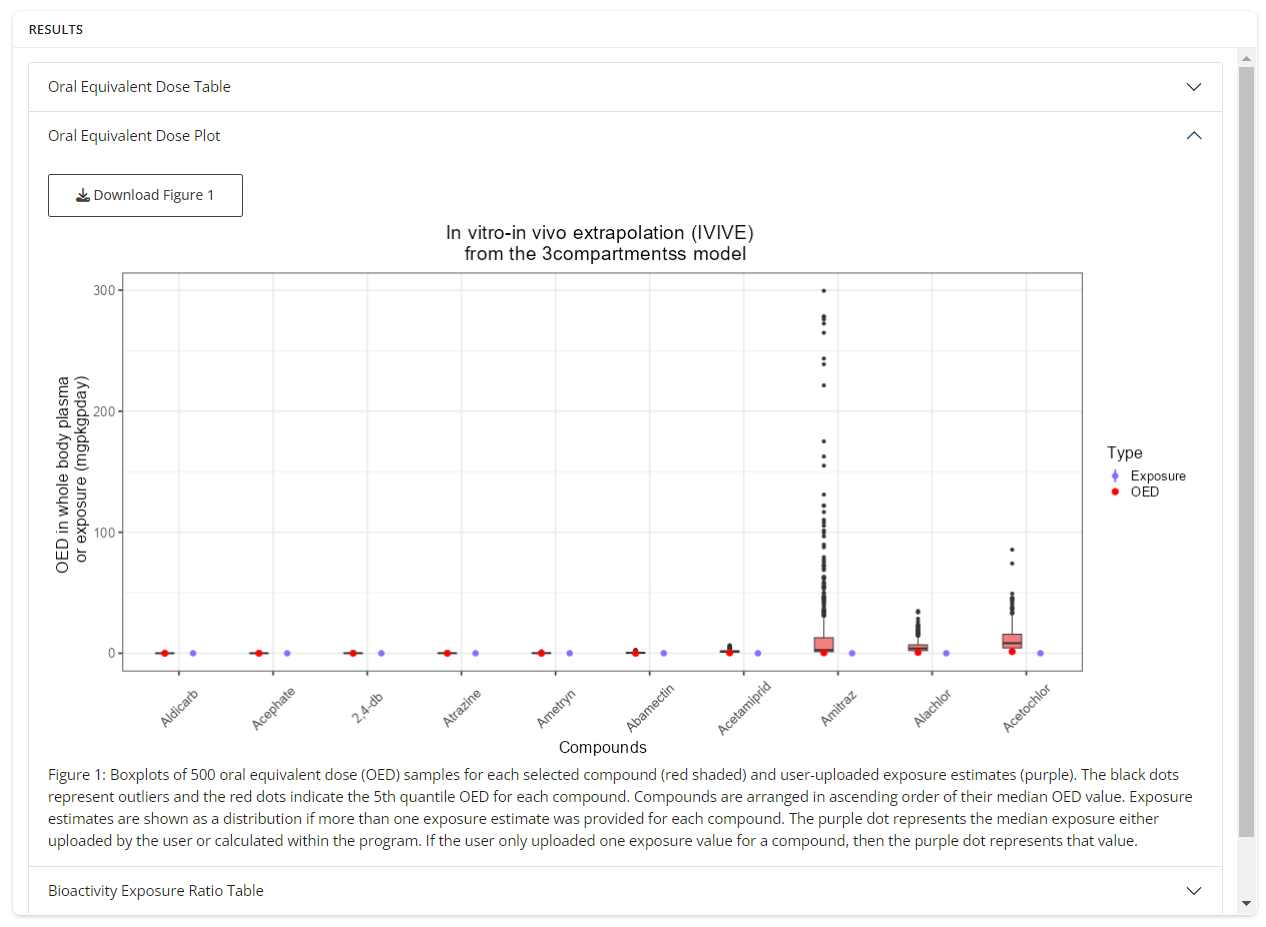 RESULTS
Oral Equivalent Dose Table
Oral Equivalent Dose Plot
Download Figure 1
In vitro-in vivo extrapolation (IVIVE)
from the 3compartmentss model
OED in whole body plasma
or exposure (mgpkgpday)
300
200
100
0
Aldicarb
Acephate
2,4-db
Atrazine
Ametryn
Abamectin
Acetamiprid
Amitraz
Alachlor
Acetochlor
Compounds
Type
Exposure
OED
Figure 1: Boxplots of 500 oral equivalent dose (OED) samples for each selected compound (red shaded) and user-uploaded exposure estimates (purple). The black dots
represent outliers and the red dots indicate the 5th quantile OED for each compound. Compounds are arranged in ascending order of their median OED value. Exposure
estimates are shown as a distribution if more than one exposure estimate was provided for each compound. The purple dot represents the median exposure either
uploaded by the user or calculated within the program. If the user only uploaded one exposure value for a compound, then the purple dot represents that value.
Bioactivity Exposure Ratio Table